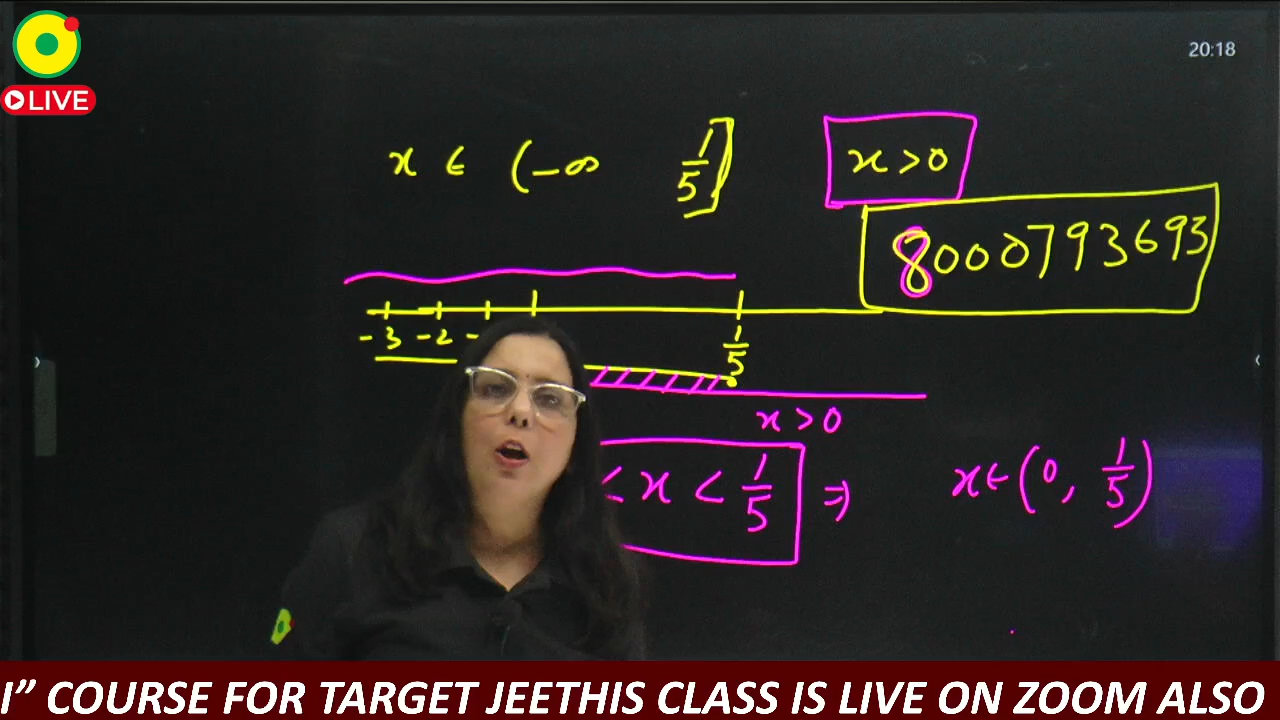 20:18
LIVE
x ∈ (-∞ 1/5]
x > 0
8000793693
-3 -2 - 1/5
x > 0
< x < 1/5 ⇒ x ∈ (0, 1/5)
I” COURSE FOR TARGET JEETHIS CLASS IS LIVE ON ZOOM ALSO